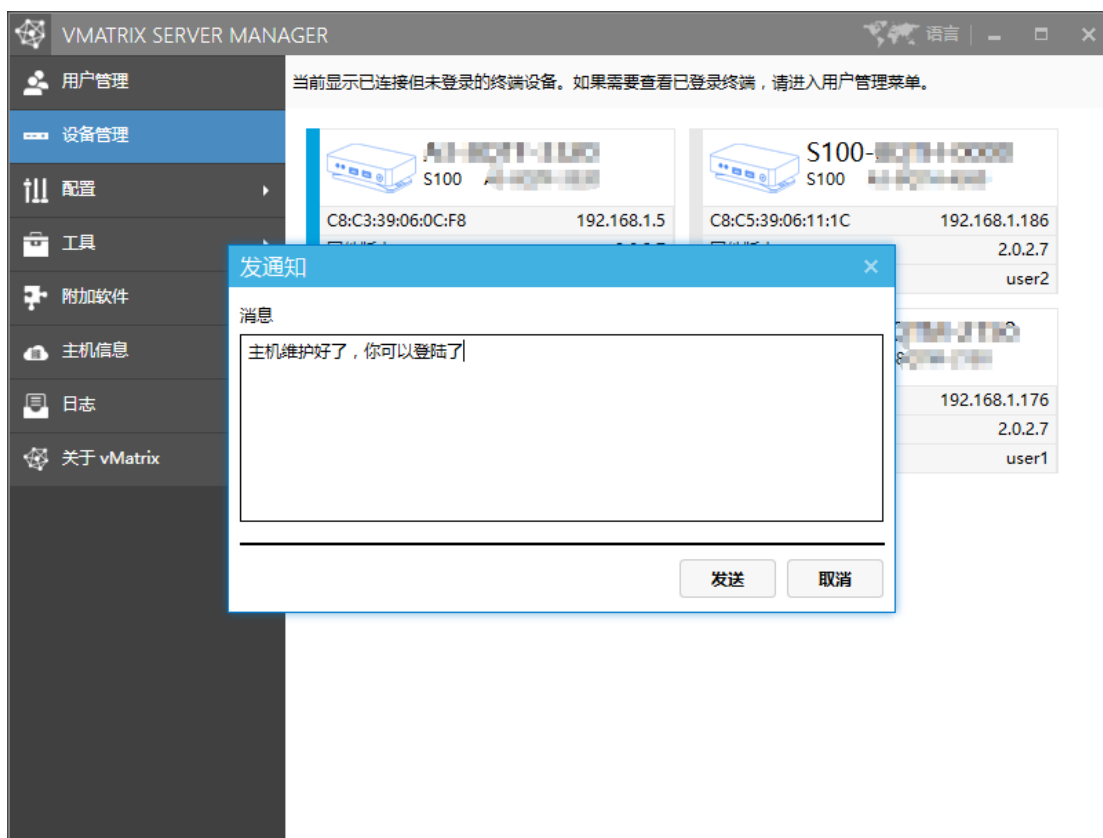 VMATRIX SERVER MANAGER
语言
用户管理
设备管理
配置
工具
附加软件
主机信息
日志
关于 vMatrix
当前显示已连接但未登录的终端设备。如果需要查看已登录终端，请进入用户管理菜单。
S100
C8:C3:39:06:0C:F8 192.168.1.5
S100-
S100
C8:C5:39:06:11:1C 192.168.1.186
2.0.2.7
user2
192.168.1.176
2.0.2.7
user1
发通知
消息
主机维护好了，你可以登陆了
发送
取消